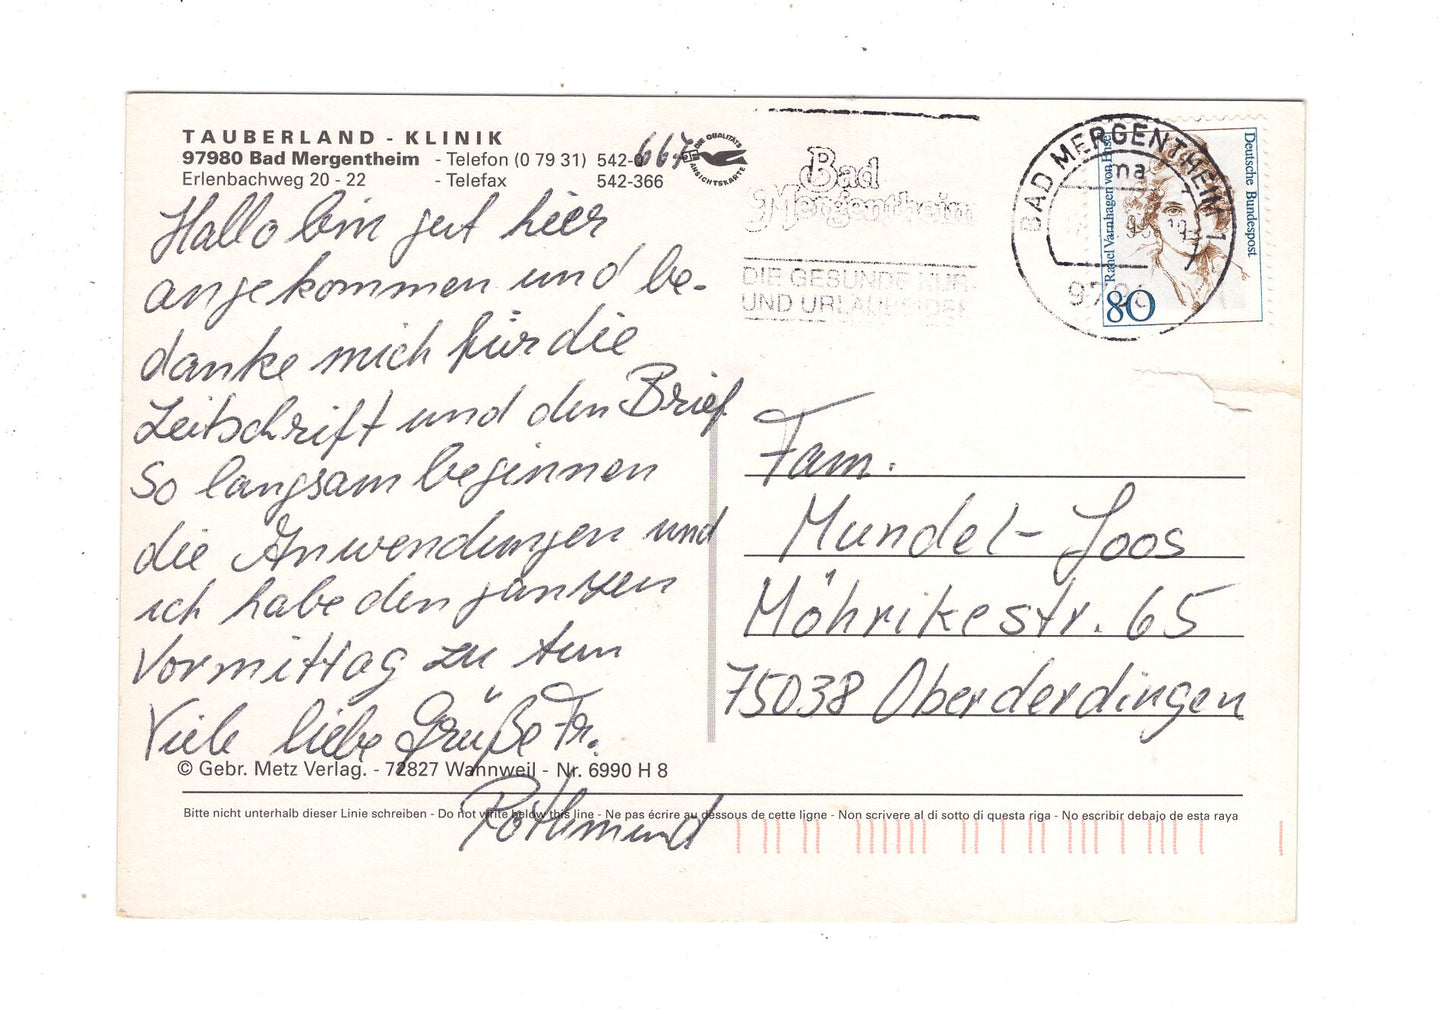 TAUBERLAND - KLINIK
97980 Bad Mergentheim - Telefon (0 79 31) 542-0 667
Erlenbachweg 20 - 22 - Telefax 542-366
DIE QUALITÄTS ANSICHTSKARTE
Hallo bin gut hier
angekommen und be-
danke mich für die
Zeitschrift und den Brief
So langsam beginnen
die Anwendungen und
ich habe den ganzen
Vormittag zu tun
Viele liebe Grüße Fr.
Rothmund
© Gebr. Metz Verlag. - 72827 Wannweil - Nr. 6990 H 8
Bitte nicht unterhalb dieser Linie schreiben - Do not write below this line - Ne pas écrire au dessous de cette ligne - Non scrivere al di sotto di questa riga - No escribir debajo de esta raya
Bad
Mergentheim
DIE GESUNDE KUR-
UND URLAUBSIDEE
BAD MERGENTHEIM 1
ma
Deutsche Bundespost
Rahel Varnhagen von Ense
80
Fam.
Mundel-Joos
Möhrikestr. 65
75038 Oberderdingen